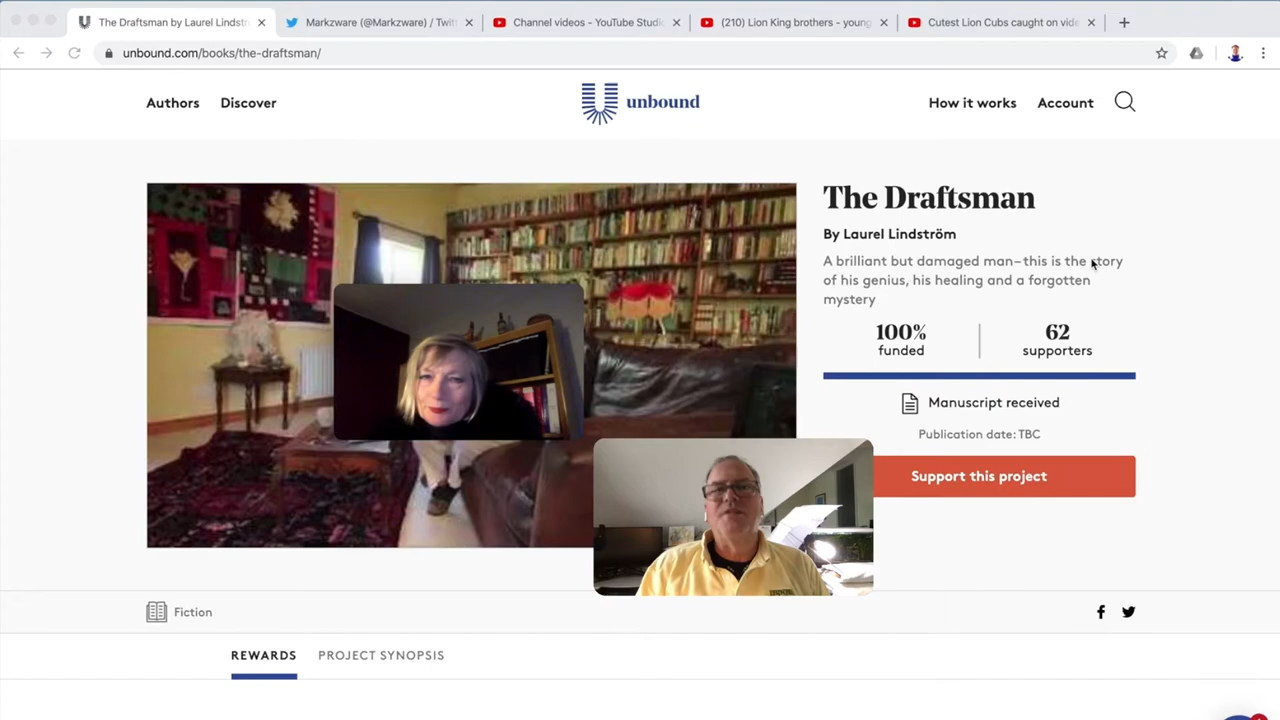 The Draftsman by Laurel Lindstr
Markzware (@Markzware) / Twit
Channel videos - YouTube Studi
(210) Lion King brothers - young
Cutest Lion Cubs caught on vide
unbound.com/books/the-draftsman/
Authors
Discover
unbound
How it works
Account
The Draftsman
By Laurel Lindström
A brilliant but damaged man–this is the story
of his genius, his healing and a forgotten
mystery
100%
funded
62
supporters
Manuscript received
Publication date: TBC
Support this project
Fiction
REWARDS
PROJECT SYNOPSIS